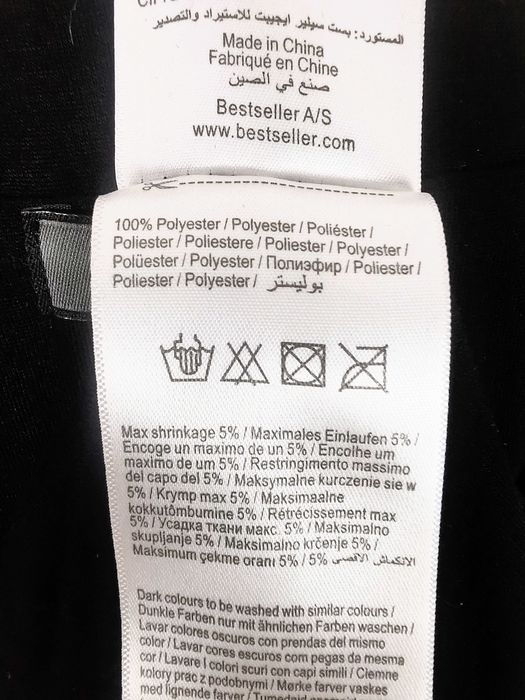 المستورد: بست سيلير ايجيبت للاستيراد والتصدير
Made in China
Fabriqué en Chine
صنع في الصين
Bestseller A/S
www.bestseller.com
100% Polyester / Polyester / Poliéster /
Poliester / Poliestere / Poliester / Polyester /
Polüester / Polyester / Полиэфир / Poliester /
Poliester / Polyester / بوليستر
Max shrinkage 5% / Maximales Einlaufen 5% /
Encoge un maximo de un 5% / Encolhe um
maximo de um 5% / Restringimento massimo
del capo del 5% / Maksymalne kurczenie sie w
5% / Krymp max 5% / Maksimaalne
kokkutõmbumine 5% / Rétrécissement max
5% / Усадка ткани макс. 5% / Maksimalno
skupljanje 5% / Maksimalno krčenje 5% /
Maksimum çekme oranı 5% / 5% الانكماش الاقصى
Dark colours to be washed with similar colours /
Dunkle Farben nur mit ähnlichen Farben waschen /
Lavar colores oscuros con prendas del mismo
color / Lavar cores escuros com pegas da mesma
cor / Lavare I colori scuri con capi simili / Ciemne
kolory prac z podobnymi / Mørke farver vaskes
med lignende farver /